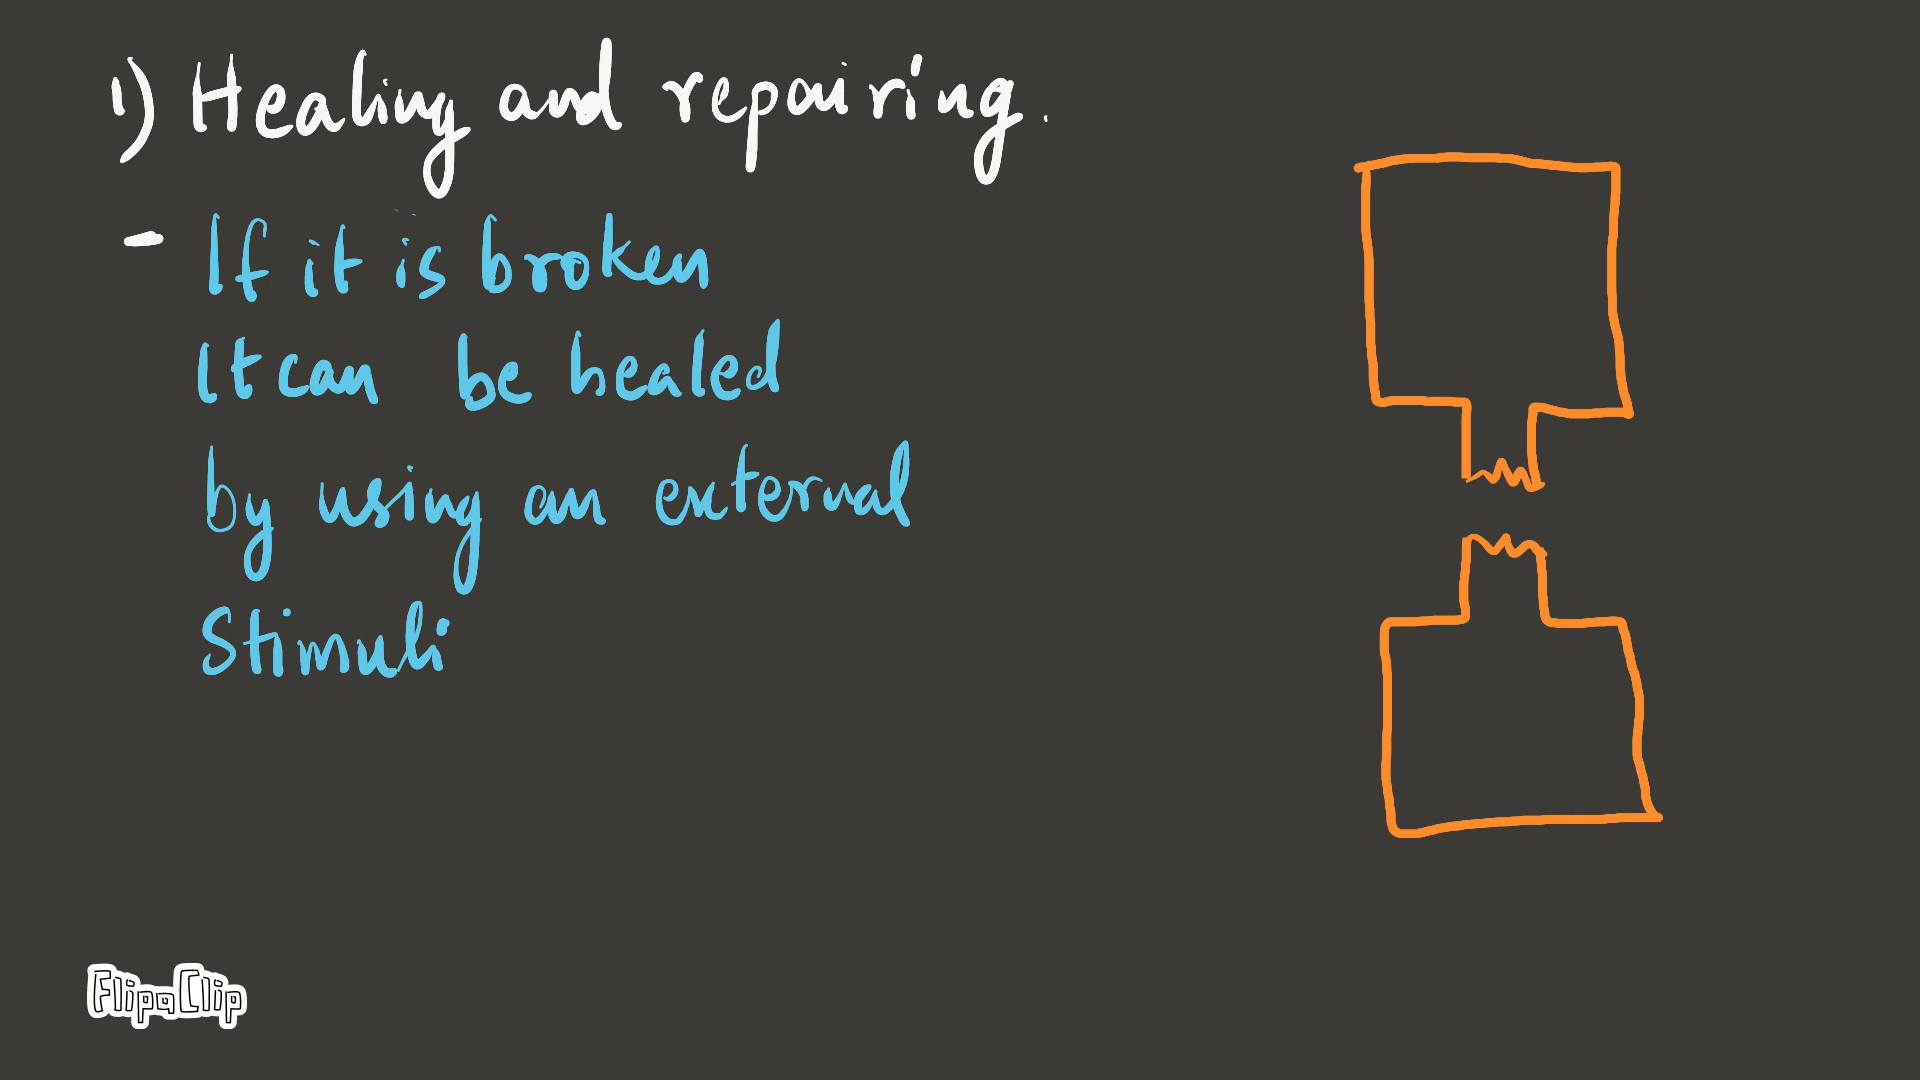 1) Healing and repairing.
- If it is broken
It can be healed
by using an external
Stimuli
FlipaClip